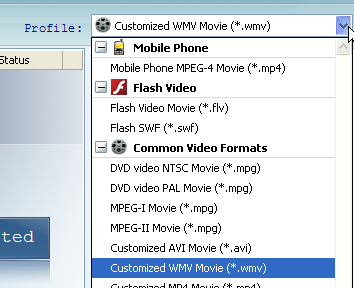 Profile: Customized WMV Movie (*.wmv)
Status
Mobile Phone
Mobile Phone MPEG-4 Movie (*.mp4)
Flash Video
Flash Video Movie (*.flv)
Flash SWF (*.swf)
Common Video Formats
DVD video NTSC Movie (*.mpg)
DVD video PAL Movie (*.mpg)
MPEG-I Movie (*.mpg)
MPEG-II Movie (*.mpg)
ted
Customized AVI Movie (*.avi)
Customized WMV Movie (*.wmv)
Customized MP4 Movie (*.mp4)